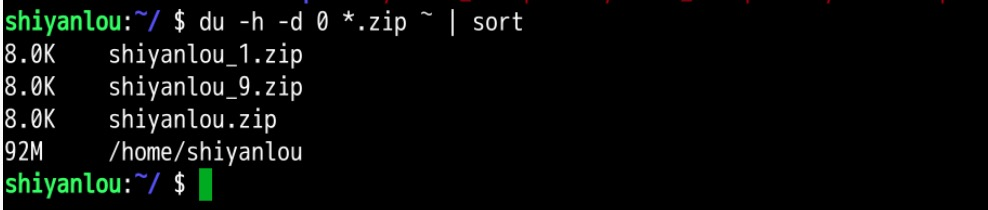 shiyanlou:~/ $ du -h -d 0 *.zip ~ | sort
8.0K    shiyanlou_1.zip
8.0K    shiyanlou_9.zip
8.0K    shiyanlou.zip
92M     /home/shiyanlou
shiyanlou:~/ $